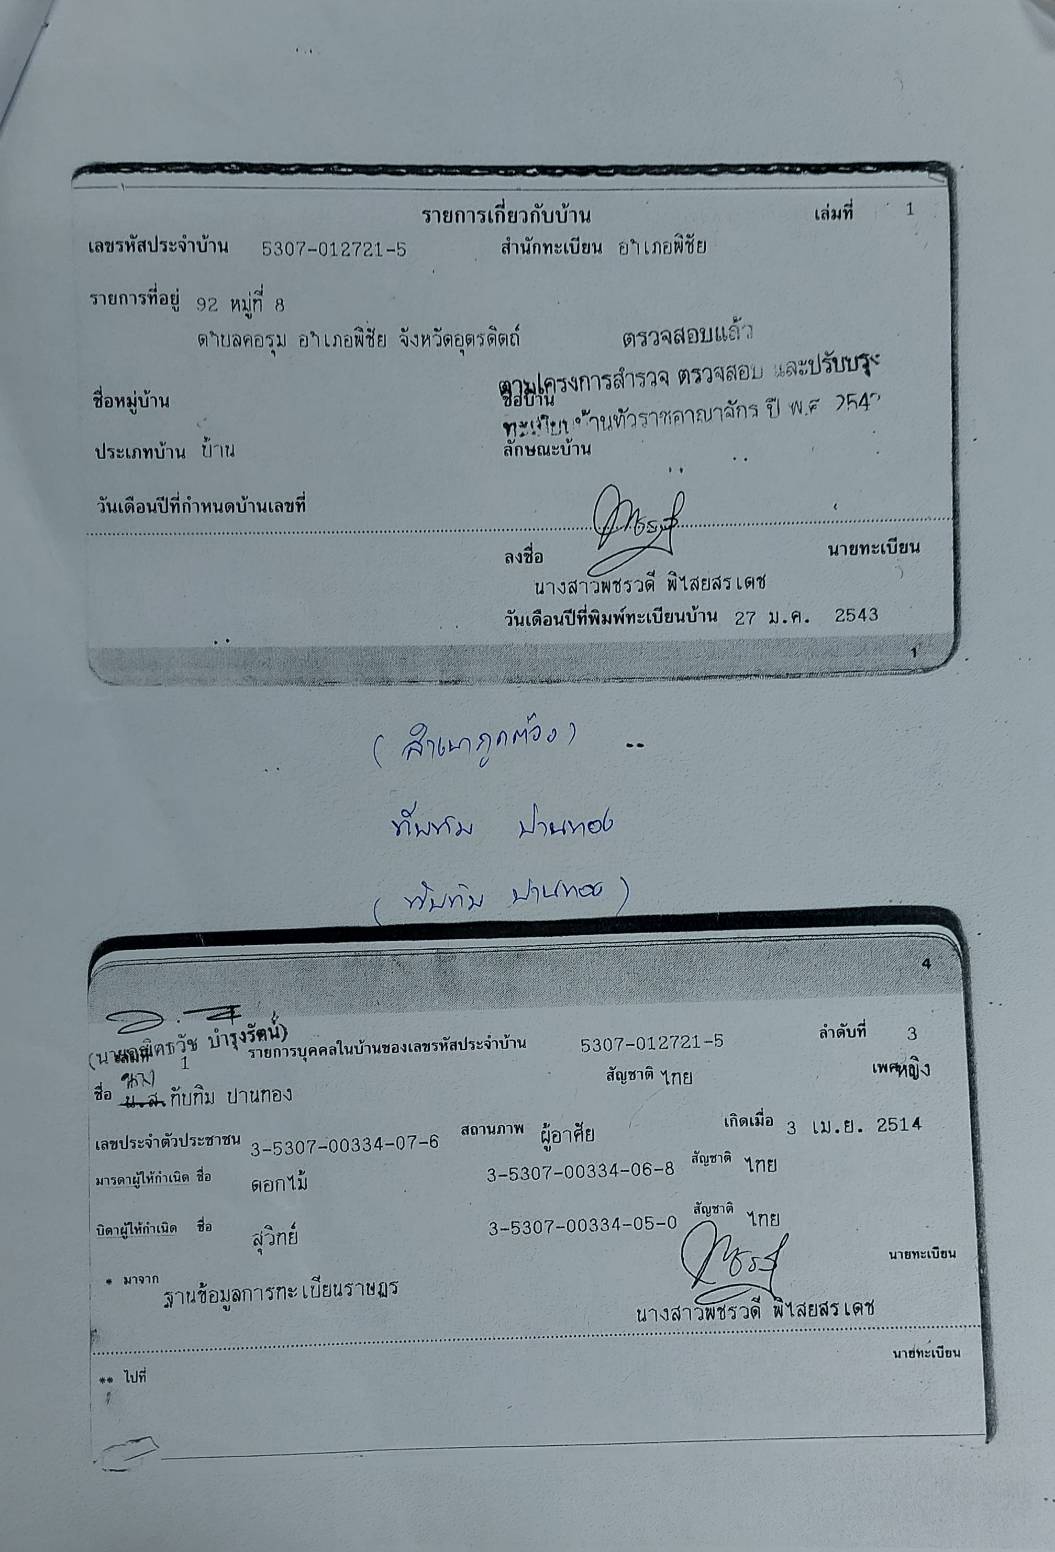 รายการเกี่ยวกับบ้าน เล่มที่ 1
เลขรหัสประจำบ้าน 5307-012721-5 สำนักทะเบียน อำเภอพิชัย
รายการที่อยู่ 92 หมู่ที่ 8
ตำบลคอรุม อำเภอพิชัย จังหวัดอุตรดิตถ์ ตรวจสอบแล้ว
ตามโครงการสำรวจ ตรวจสอบ และปรับปรุง
ชื่อหมู่บ้าน ชื่อบ้าน
ทะเบียนบ้านทั่วราชอาณาจักร ปี พ.ศ. 2542
ประเภทบ้าน บ้าน ลักษณะบ้าน
วันเดือนปีที่กำหนดบ้านเลขที่
ลงชื่อ นายทะเบียน
นางสาวพชรวดี พิไสยสรเดช
วันเดือนปีที่พิมพ์ทะเบียนบ้าน 27 ม.ค. 2543
1
(สำเนาถูกต้อง)
ทับทิม ปานทอง
(ทับทิม ปานทอง)
4
บำรุงรัตน์)
เล่มที่ 1 รายการบุคคลในบ้านของเลขรหัสประจำบ้าน 5307-012721-5 ลำดับที่ 3
นาง
ชื่อ น.ส. ทับทิม ปานทอง สัญชาติ ไทย เพศ หญิง
เลขประจำตัวประชาชน 3-5307-00334-07-6 สถานภาพ ผู้อาศัย เกิดเมื่อ 3 เม.ย. 2514
มารดาผู้ให้กำเนิด ชื่อ ดอกไม้ 3-5307-00334-06-8 สัญชาติ ไทย
บิดาผู้ให้กำเนิด ชื่อ สุวิทย์ 3-5307-00334-05-0 สัญชาติ ไทย
* มาจาก ฐานข้อมูลการทะเบียนราษฎร นายทะเบียน
นางสาวพชรวดี พิไสยสรเดช
** ไปที่ นายทะเบียน